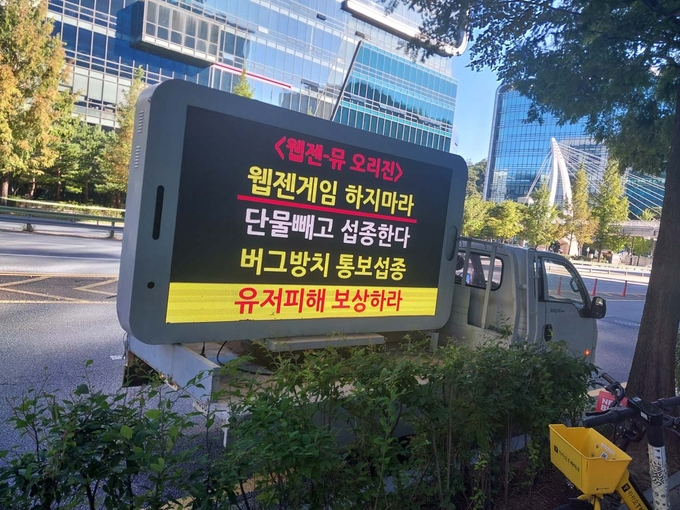 <웹젠-뮤 오리진>
웹젠게임 하지마라
단물빼고 섭종한다
버그방치 통보섭종
유저피해 보상하라